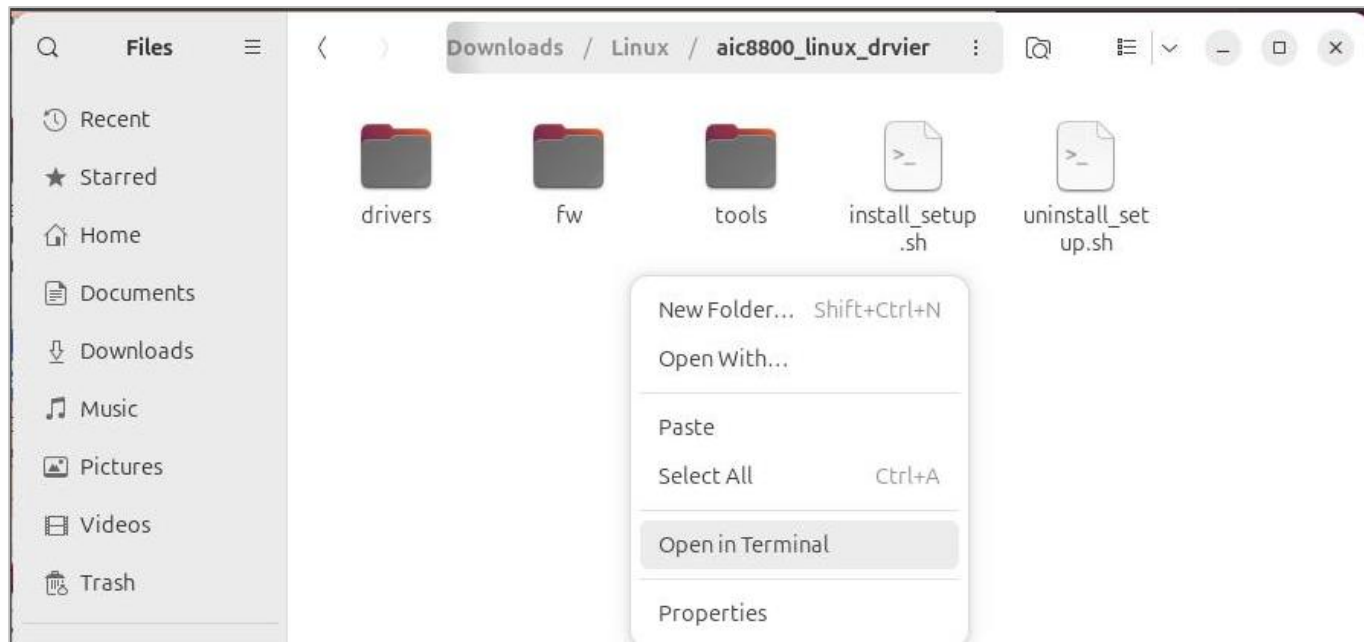 Files
Downloads / Linux / aic8800_linux_drvier
Recent
Starred
Home
Documents
Downloads
Music
Pictures
Videos
Trash
drivers
fw
tools
install_setup
.sh
uninstall_set
up.sh
New Folder... Shift+Ctrl+N
Open With...
Paste
Select All Ctrl+A
Open in Terminal
Properties